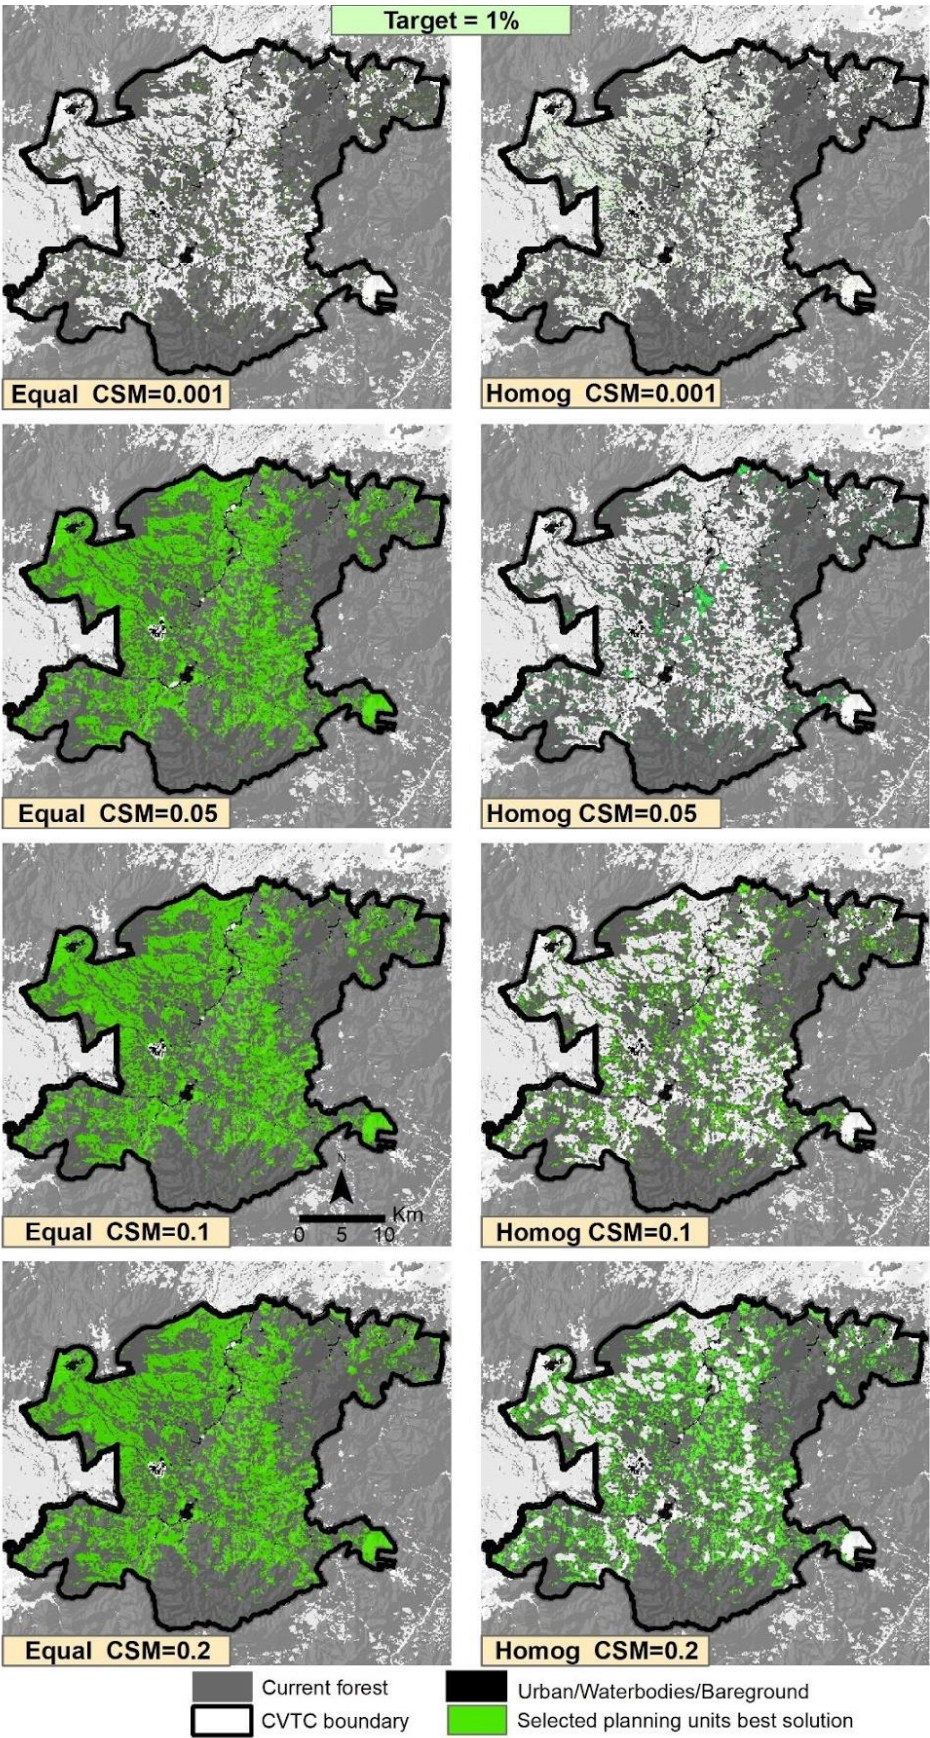 Target = 1%
Equal CSM=0.001
Homog CSM=0.001
Equal CSM=0.05
Homog CSM=0.05
N
Km
0 5 10
Equal CSM=0.1
Homog CSM=0.1
Equal CSM=0.2
Homog CSM=0.2
Current forest
Urban/Waterbodies/Bareground
CVTC boundary
Selected planning units best solution